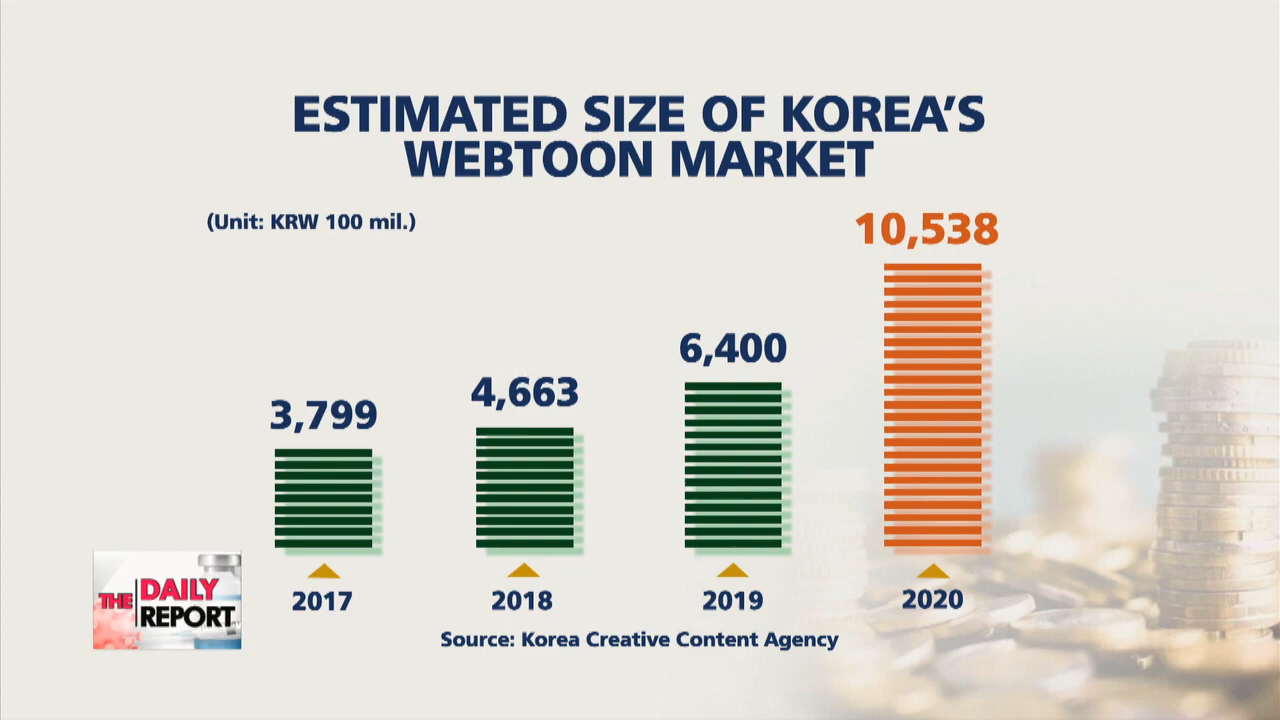 ESTIMATED SIZE OF KOREA'S
WEBTOON MARKET
(Unit: KRW 100 mil.)
3,799
4,663
6,400
10,538
2017
2018
2019
2020
THE DAILY
REPORT
Source: Korea Creative Content Agency